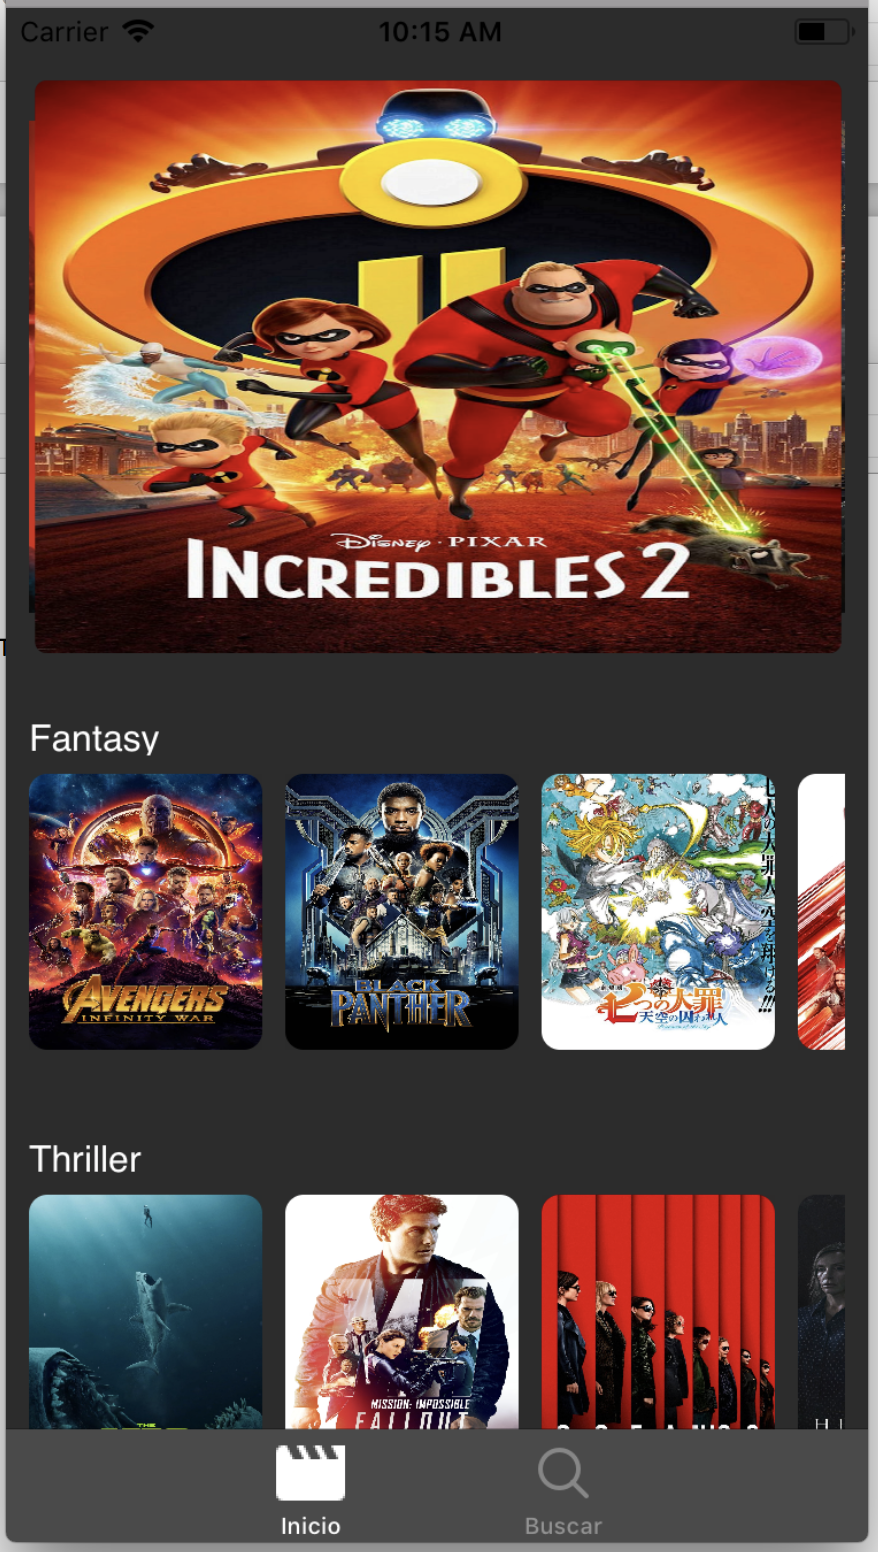 Carrier 10:15 AM
Disney · PIXAR
INCREDIBLES 2
Fantasy
AVENGERS
INFINITY WAR
BLACK
PANTHER
七つの大罪
天空の囚われ人
Thriller
THE
MISSION: IMPOSSIBLE
FALLOUT
Inicio
Buscar